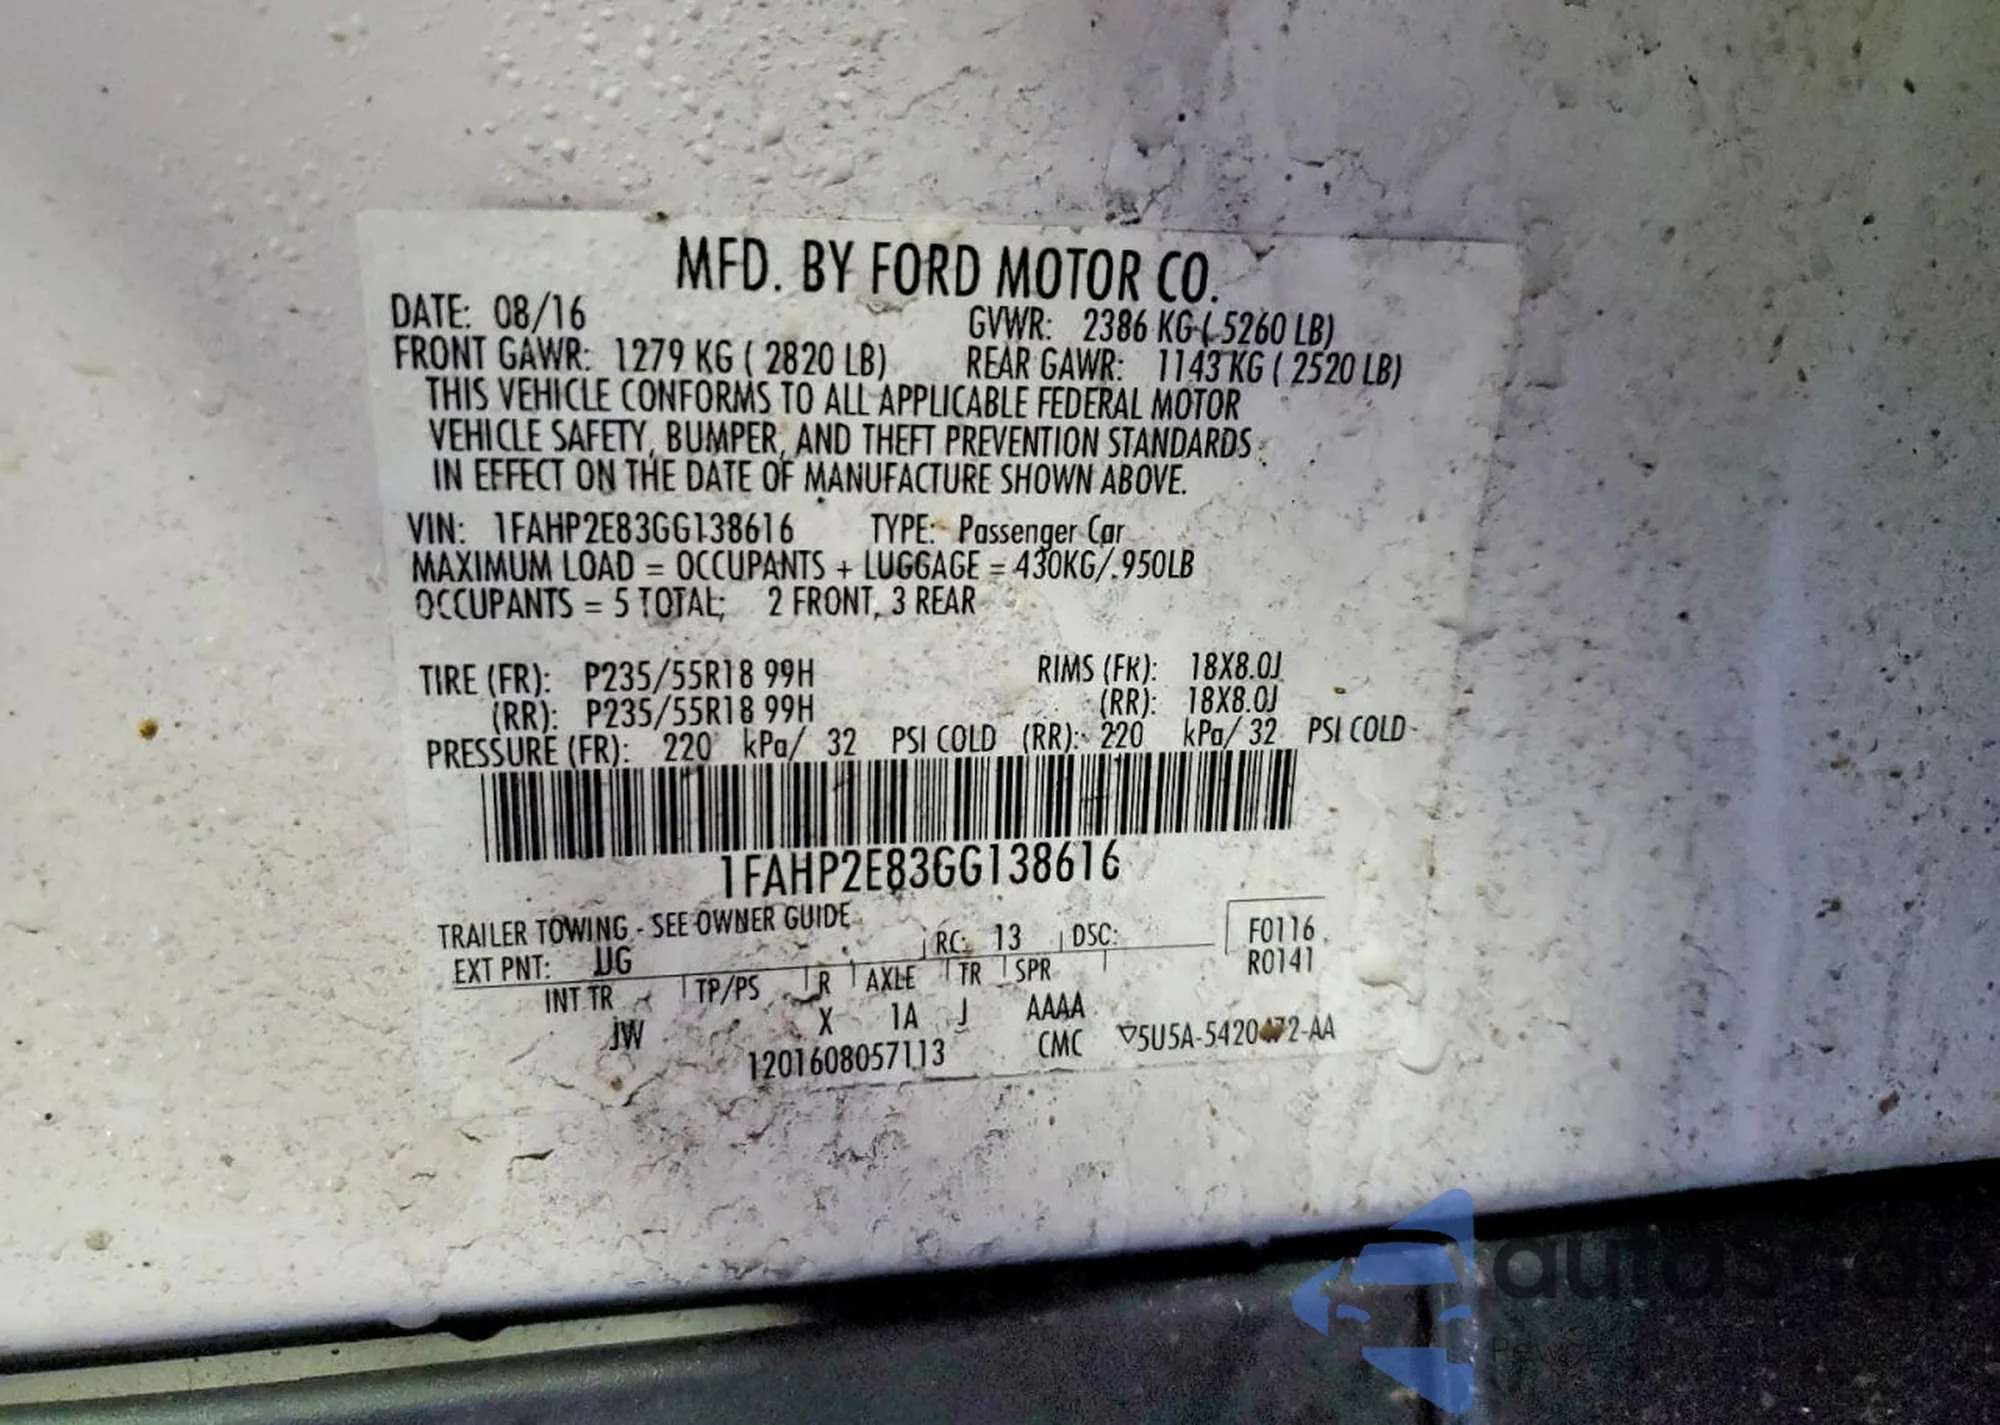 MFD. BY FORD MOTOR CO.
DATE: 08/16 GVWR: 2386 KG ( 5260 LB)
FRONT GAWR: 1279 KG ( 2820 LB) REAR GAWR: 1143 KG ( 2520 LB)
THIS VEHICLE CONFORMS TO ALL APPLICABLE FEDERAL MOTOR
VEHICLE SAFETY, BUMPER, AND THEFT PREVENTION STANDARDS
IN EFFECT ON THE DATE OF MANUFACTURE SHOWN ABOVE.
VIN: 1FAHP2E83GG138616 TYPE: Passenger Car
MAXIMUM LOAD = OCCUPANTS + LUGGAGE = 430KG/ 950LB
OCCUPANTS = 5 TOTAL; 2 FRONT, 3 REAR
TIRE (FR): P235/55R18 99H RIMS (FR): 18X8.0J
(RR): P235/55R18 99H (RR): 18X8.0J
PRESSURE (FR): 220 kPa/ 32 PSI COLD (RR): 220 kPa/ 32 PSI COLD
1FAHP2E83GG138616
TRAILER TOWING - SEE OWNER GUIDE
EXT PNT: UG RC: 13 DSC: F0116
R0141
INT TR TP/PS R AXLE TR SPR
JW X 1A J AAAA
1201608057113 CMC ▽5U5A-5420472-AA